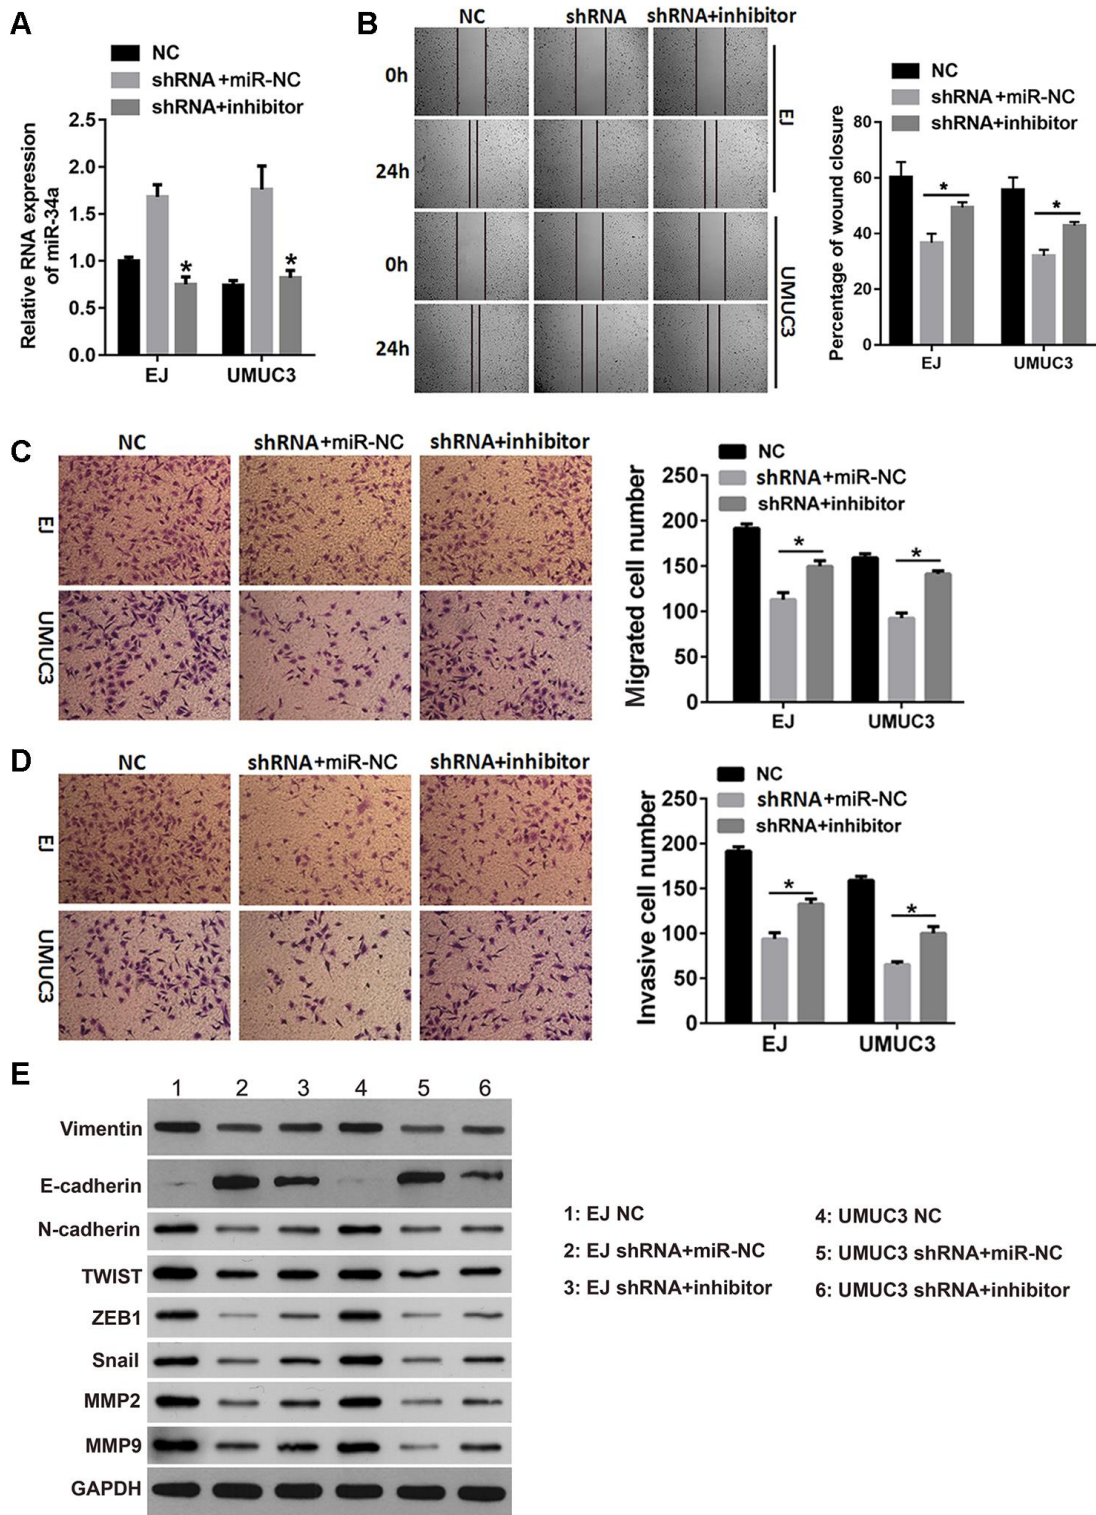 A
NC
shRNA +miR-NC
shRNA+inhibitor
Relative RNA expression
of miR-34a
2.5
2.0
1.5
1.0
0.5
0.0
*
*
EJ
UMUC3
B
NC
shRNA
shRNA+inhibitor
0h
24h
0h
24h
EJ
UMUC3
NC
shRNA +miR-NC
shRNA+inhibitor
Percentage of wound closure
80
60
40
20
0
*
*
EJ
UMUC3
C
NC
shRNA+miR-NC
shRNA+inhibitor
EJ
UMUC3
NC
shRNA+miR-NC
shRNA+inhibitor
Migrated cell number
250
200
150
100
50
0
*
*
EJ
UMUC3
D
NC
shRNA+miR-NC
shRNA+inhibitor
EJ
UMUC3
NC
shRNA+miR-NC
shRNA+inhibitor
Invasive cell number
250
200
150
100
50
0
*
*
EJ
UMUC3
E
1 2 3 4 5 6
Vimentin
E-cadherin
N-cadherin
TWIST
ZEB1
Snail
MMP2
MMP9
GAPDH
1: EJ NC
2: EJ shRNA+miR-NC
3: EJ shRNA+inhibitor
4: UMUC3 NC
5: UMUC3 shRNA+miR-NC
6: UMUC3 shRNA+inhibitor